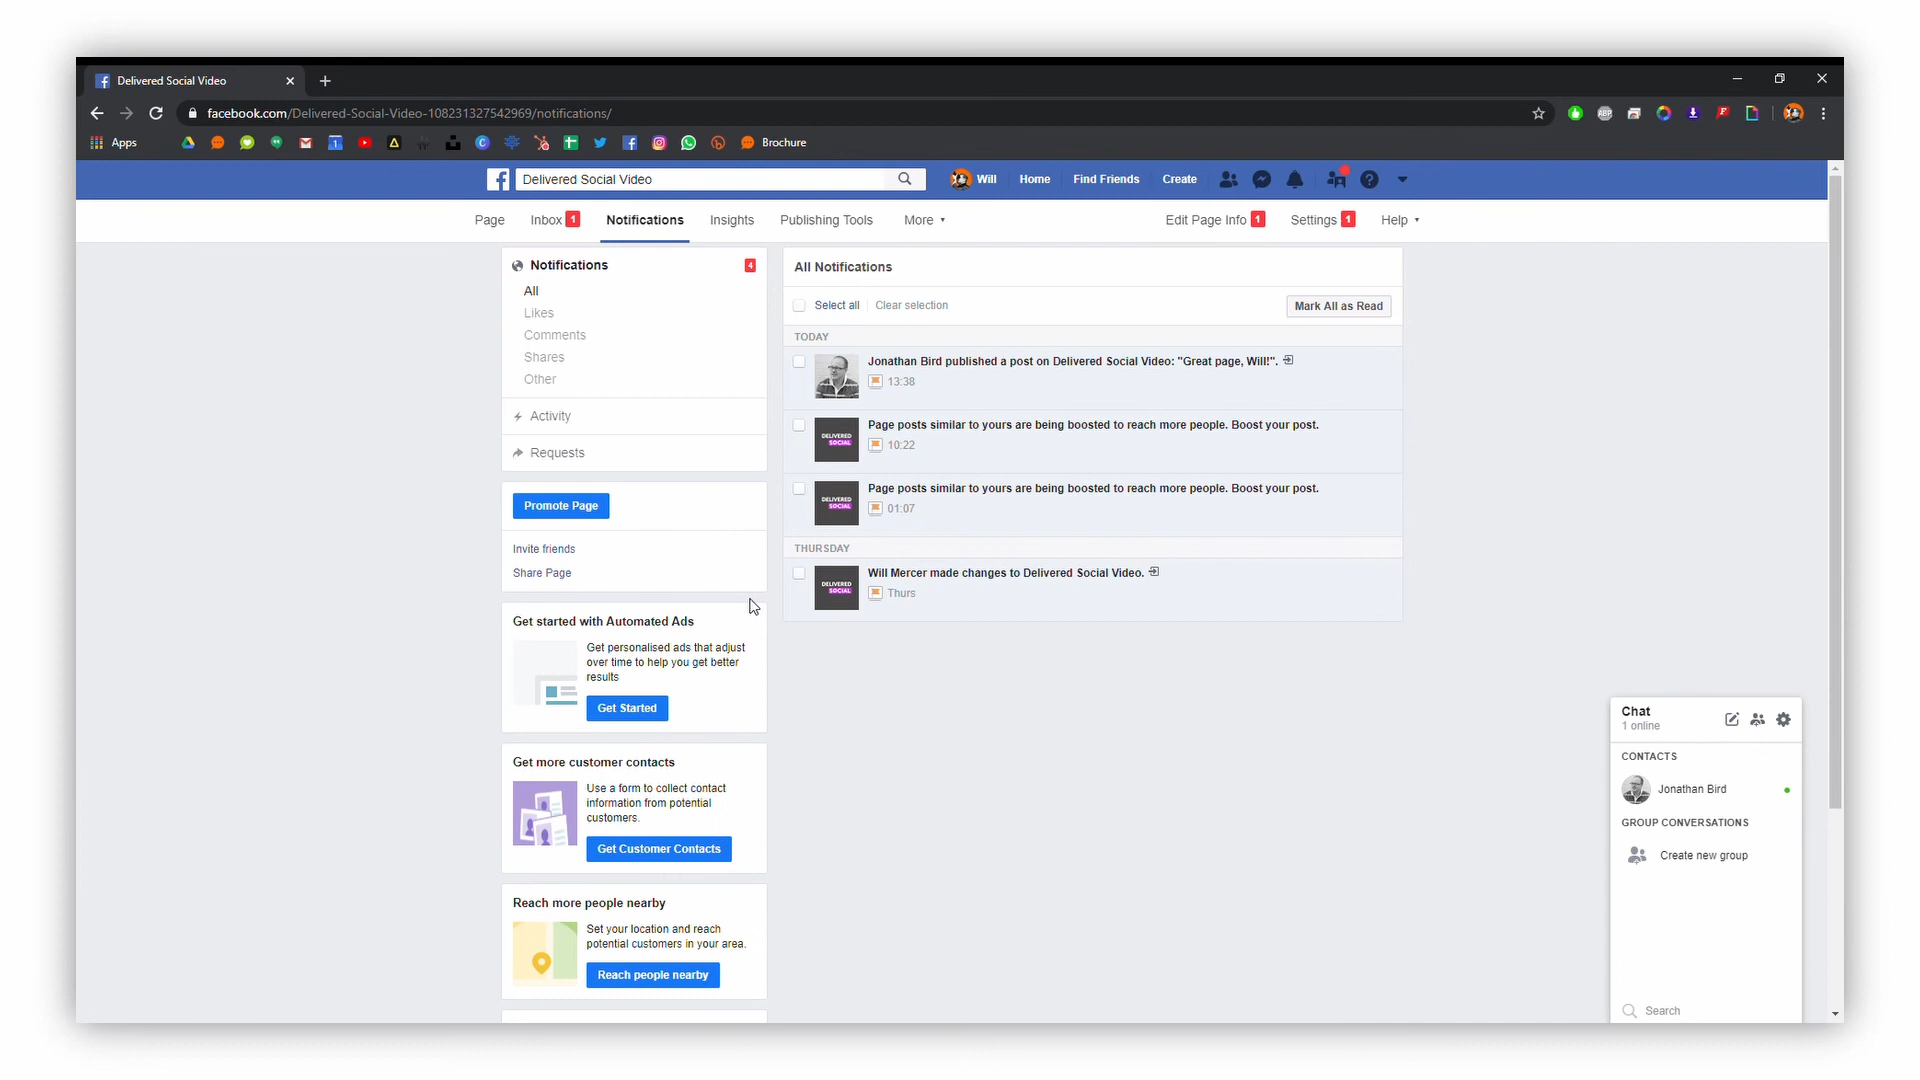 Delivered Social Video
facebook.com/Delivered-Social-Video-108231327542969/notifications/
ABP
Apps
1
Brochure
Delivered Social Video
Will
Home
Find Friends
Create
Page
Inbox 1
Notifications
Insights
Publishing Tools
More
Edit Page Info 1
Settings 1
Help
Notifications 4
All
Likes
Comments
Shares
Other
Activity
Requests
Promote Page
Invite friends
Share Page
Get started with Automated Ads
Get personalised ads that adjust
over time to help you get better
results
Get Started
Get more customer contacts
Use a form to collect contact
information from potential
customers.
Get Customer Contacts
Reach more people nearby
Set your location and reach
potential customers in your area.
Reach people nearby
All Notifications
Select all
Clear selection
Mark All as Read
TODAY
Jonathan Bird published a post on Delivered Social Video: "Great page, Will!".
13:38
DELIVERED
SOCIAL
Page posts similar to yours are being boosted to reach more people. Boost your post.
10:22
DELIVERED
SOCIAL
Page posts similar to yours are being boosted to reach more people. Boost your post.
01:07
THURSDAY
DELIVERED
SOCIAL
Will Mercer made changes to Delivered Social Video.
Thurs
Chat
1 online
CONTACTS
Jonathan Bird
GROUP CONVERSATIONS
Create new group
Search